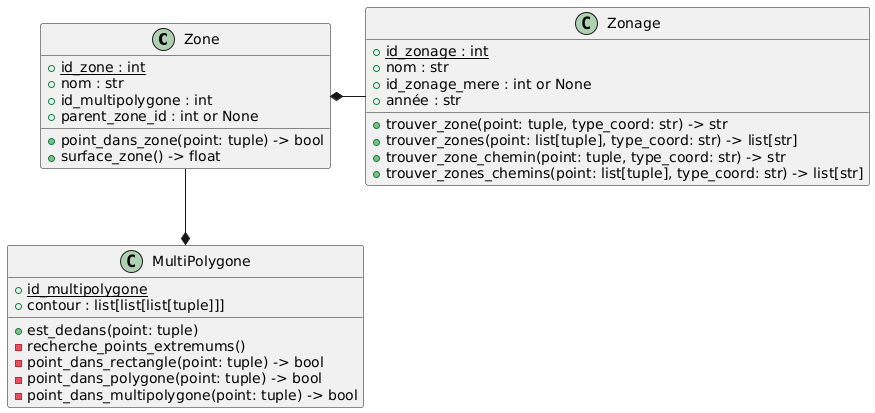 C Zone
id_zone : int
nom : str
id_multipolygone : int
parent_zone_id : int or None
point_dans_zone(point: tuple) -> bool
surface_zone() -> float
C Zonage
id_zonage : int
nom : str
id_zonage_mere : int or None
année : str
trouver_zone(point: tuple, type_coord: str) -> str
trouver_zones(point: list[tuple], type_coord: str) -> list[str]
trouver_zone_chemin(point: tuple, type_coord: str) -> str
trouver_zones_chemins(point: list[tuple], type_coord: str) -> list[str]
C MultiPolygone
id_multipolygone
contour : list[list[list[tuple]]]
est_dedans(point: tuple)
recherche_points_extremums()
point_dans_rectangle(point: tuple) -> bool
point_dans_polygone(point: tuple) -> bool
point_dans_multipolygone(point: tuple) -> bool